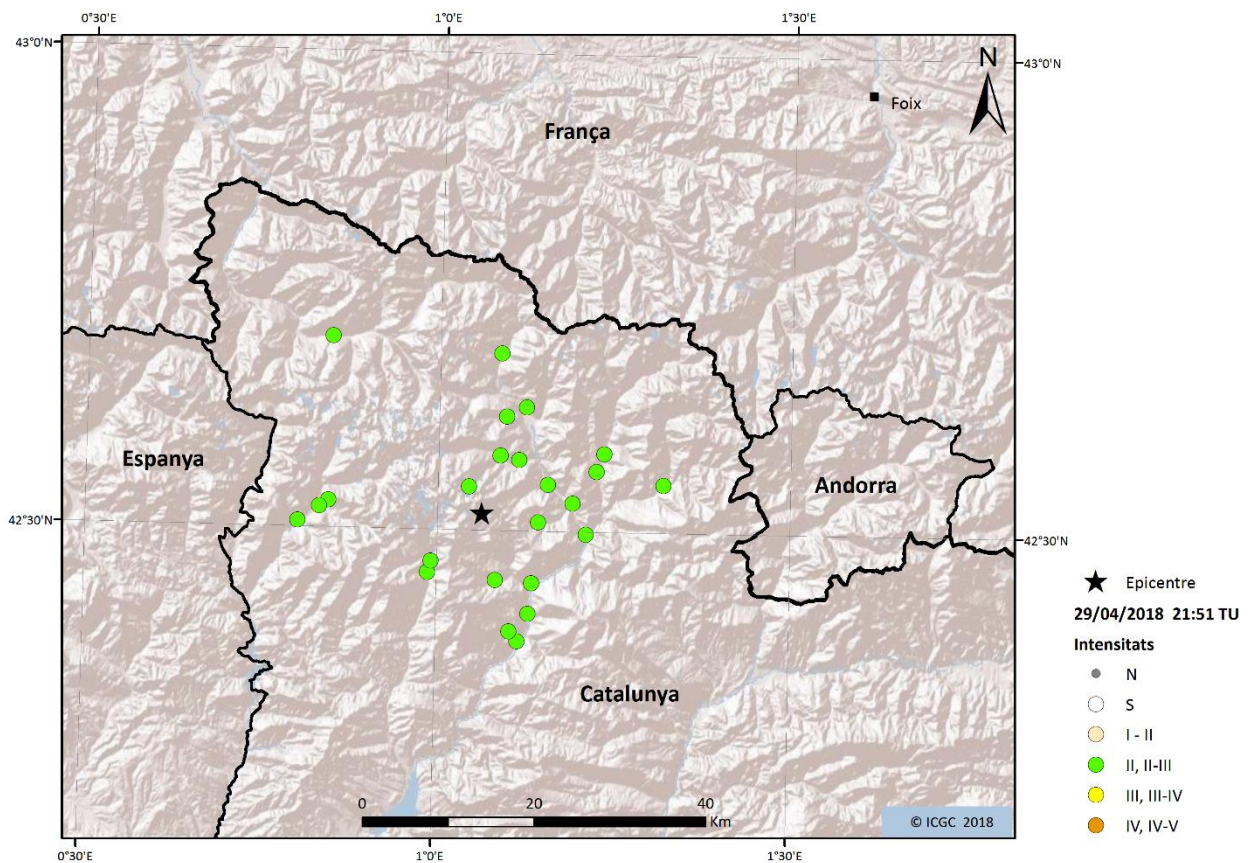 0°30'E 1°0'E 1°30'E
43°0'N 43°0'N
N
Foix
França
Espanya
Andorra
42°30'N 42°30'N
Epicentre
29/04/2018 21:51 TU
Intensitats
N
S
I - II
II, II-III
III, III-IV
IV, IV-V
Catalunya
0 20 40
Km
© ICGC 2018
0°30'E 1°0'E 1°30'E